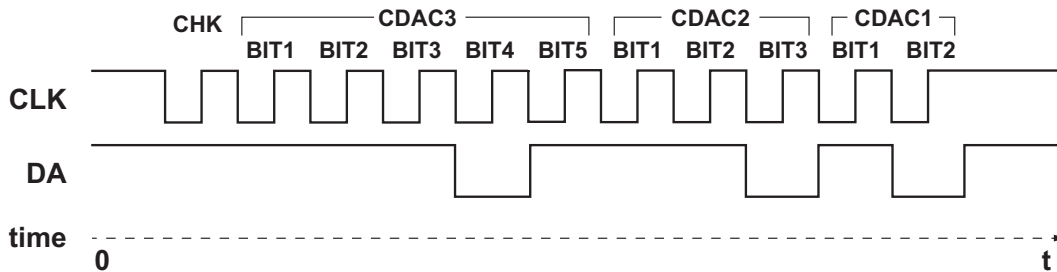 CHK CDAC3 CDAC2 CDAC1
BIT1 BIT2 BIT3 BIT4 BIT5 BIT1 BIT2 BIT3 BIT1 BIT2
CLK
DA
time
0 t